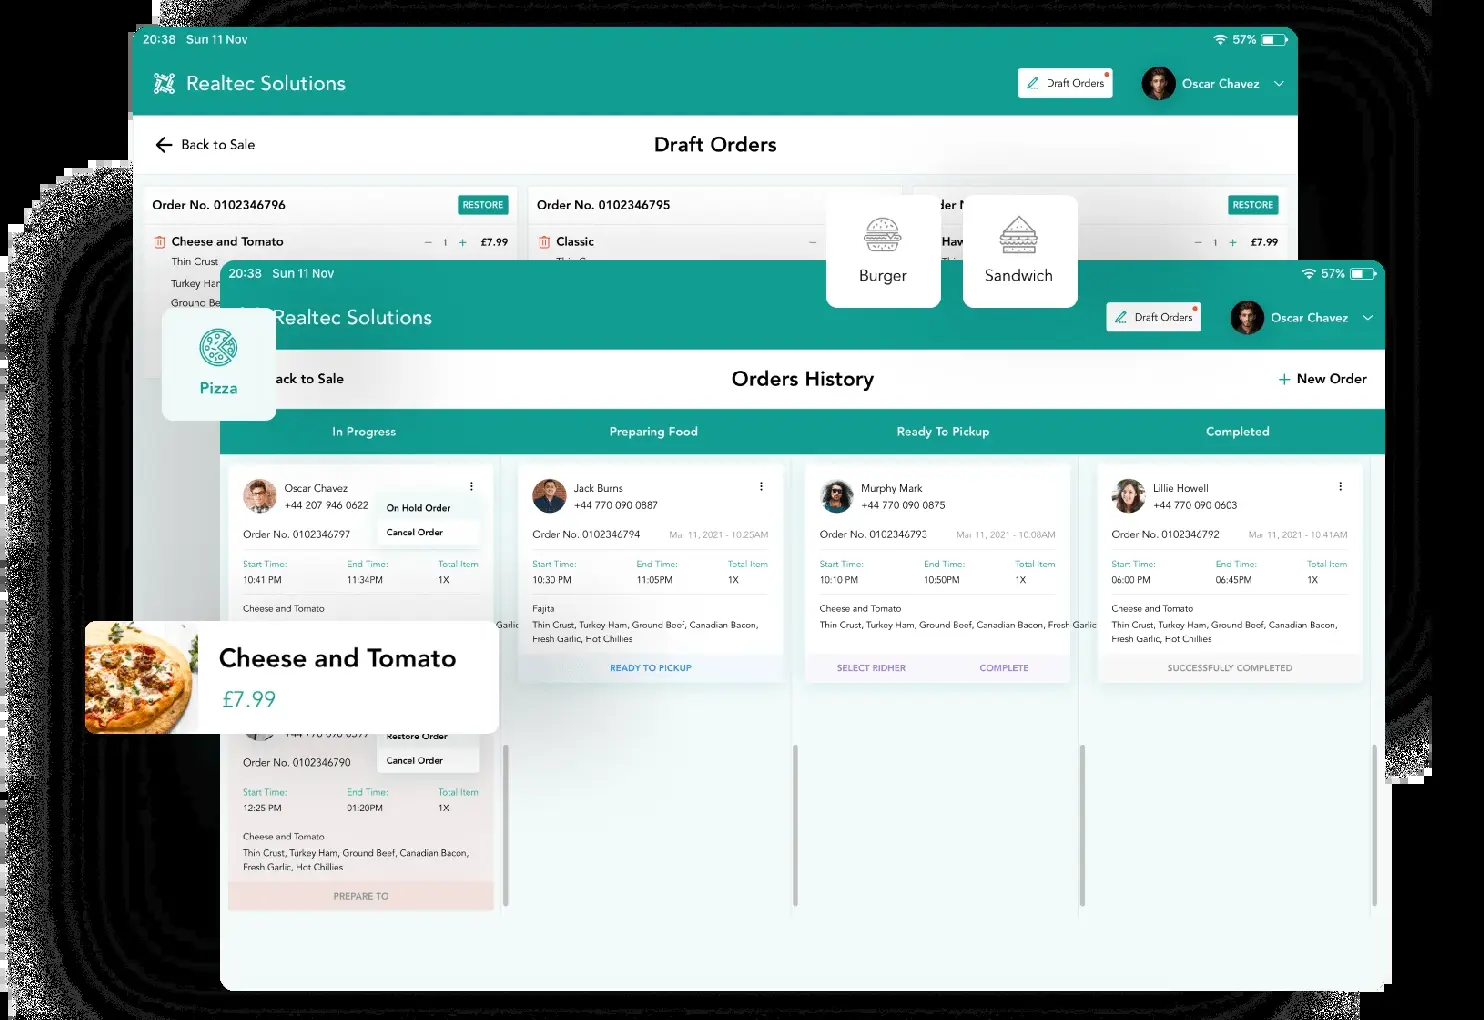 20:38 Sun 11 Nov
57%
Realtec Solutions
Draft Orders
Oscar Chavez
Back to Sale
Draft Orders
Order No. 0102346796
RESTORE
Order No. 0102346795
RESTORE
Cheese and Tomato
− 1 + £7.99
Classic
−
− 1 + £7.99
Thin Crust
Turkey
Ground
Burger
Sandwich
Pizza
20:38 Sun 11 Nov
57%
Realtec Solutions
Draft Orders
Oscar Chavez
to Sale
Orders History
+ New Order
In Progress
Preparing Food
Ready To Pickup
Completed
Oscar Chavez
+44 207 946 0622
On Hold Order
Cancel Order
Order No. 0102346797
Start Time:
End Time:
Total Item
10:41 PM
11:34PM
1X
Cheese and Tomato
Garlic
Jack Burns
+44 770 090 0887
Order No. 0102346794
Mar 11, 2021 - 10:25AM
Start Time:
End Time:
Total Item
10:30 PM
11:05PM
1X
Fajita
Thin Crust, Turkey Ham, Ground Beef, Canadian Bacon,
Fresh Garlic, Hot Chillies
READY TO PICKUP
Murphy Mark
+44 770 090 0875
Order No. 0102346793
Mar 11, 2021 - 10:08AM
Start Time:
End Time:
Total Item
10:10 PM
10:50PM
1X
Cheese and Tomato
Thin Crust, Turkey Ham, Ground Beef, Canadian Bacon, Fresh Garlic
SELECT RIDHER
COMPLETE
Lillie Howell
+44 770 090 0603
Order No. 0102346792
Mar 11, 2021 - 10:41AM
Start Time:
End Time:
Total Item
06:00 PM
06:45PM
1X
Cheese and Tomato
Thin Crust, Turkey Ham, Ground Beef, Canadian Bacon,
Fresh Garlic, Hot Chillies
SUCCESSFULLY COMPLETED
Cheese and Tomato
£7.99
Restore Order
Cancel Order
Order No. 0102346790
Start Time:
End Time:
Total Item
12:25 PM
01:20PM
1X
Cheese and Tomato
Thin Crust, Turkey Ham, Ground Beef, Canadian Bacon,
Fresh Garlic, Hot Chillies
PREPARE TO